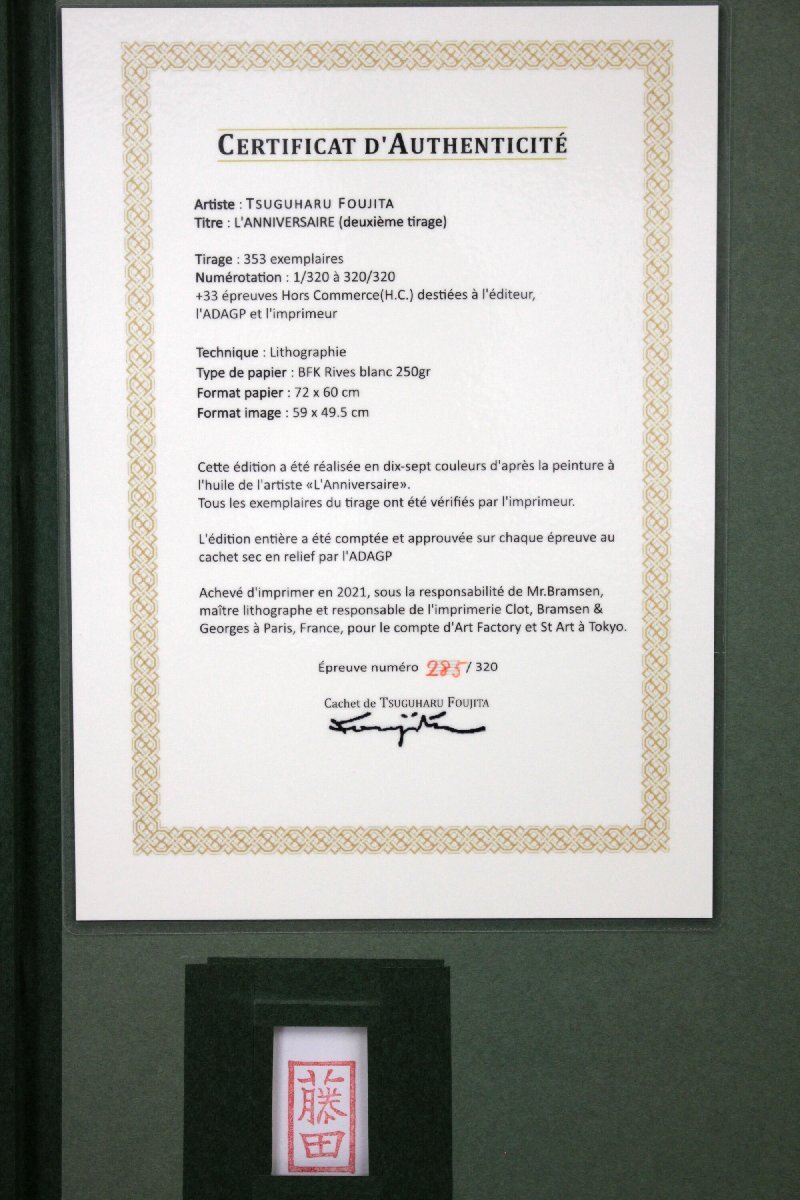 CERTIFICAT D'AUTHENTICITÉ
Artiste : TSUGUHARU FOUJITA
Titre : L'ANNIVERSAIRE (deuxième tirage)
Tirage : 353 exemplaires
Numérotation : 1/320 à 320/320
+33 épreuves Hors Commerce(H.C.) destiées à l'éditeur,
l'ADAGP et l'imprimeur
Technique : Lithographie
Type de papier : BFK Rives blanc 250gr
Format papier : 72 x 60 cm
Format image : 59 x 49.5 cm
Cette édition a été réalisée en dix-sept couleurs d'après la peinture à
l'huile de l'artiste «L'Anniversaire».
Tous les exemplaires du tirage ont été vérifiés par l'imprimeur.
L'édition entière a été comptée et approuvée sur chaque épreuve au
cachet sec en relief par l'ADAGP
Achevé d'imprimer en 2021, sous la responsabilité de Mr.Bramsen,
maître lithographe et responsable de l'imprimerie Clot, Bramsen &
Georges à Paris, France, pour le compte d'Art Factory et St Art à Tokyo.
Épreuve numéro 285/ 320
Cachet de TSUGUHARU FOUJITA
Foujita
藤田